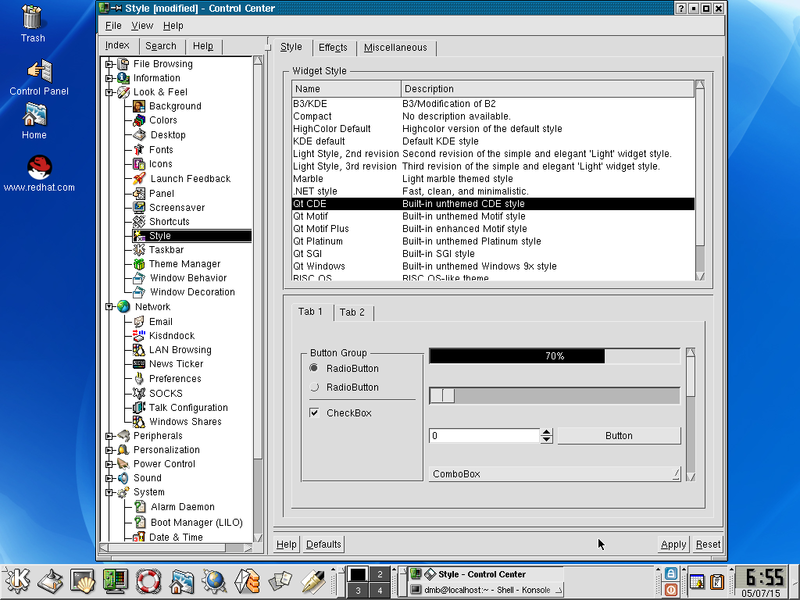 Style [modified] - Control Center
File View Help
Index Search Help
File Browsing
Information
Look & Feel
Background
Colors
Desktop
Fonts
Icons
Launch Feedback
Panel
Screensaver
Shortcuts
Style
Taskbar
Theme Manager
Window Behavior
Window Decoration
Network
Email
Kisdndock
LAN Browsing
News Ticker
Preferences
SOCKS
Talk Configuration
Windows Shares
Peripherals
Personalization
Power Control
Sound
System
Alarm Daemon
Boot Manager (LILO)
Date & Time
Style Effects Miscellaneous
Widget Style
Name Description
B3/KDE B3/Modification of B2
Compact No description available.
HighColor Default Highcolor version of the default style
KDE default Default KDE style
Light Style, 2nd revision Second revision of the simple and elegant 'Light' widget style.
Light Style, 3rd revision Third revision of the simple and elegant 'Light' widget style.
Marble Light marble themed style
.NET style Fast, clean, and minimalistic.
Qt CDE Built-in unthemed CDE style
Qt Motif Built-in unthemed Motif style
Qt Motif Plus Built-in enhanced Motif style
Qt Platinum Built-in unthemed Platinum style
Qt SGI Built-in SGI style
Qt Windows Built-in unthemed Windows 9x style
RISC OS RISC OS-like theme
Tab 1 Tab 2
Button Group
RadioButton
RadioButton
CheckBox
70%
0 Button
ComboBox
Help Defaults Apply Reset
Trash
Control Panel
Home
www.redhat.com
1 2
3 4
Style - Control Center
dmb@localhost:~ - Shell - Konsole
6:55
05/07/15